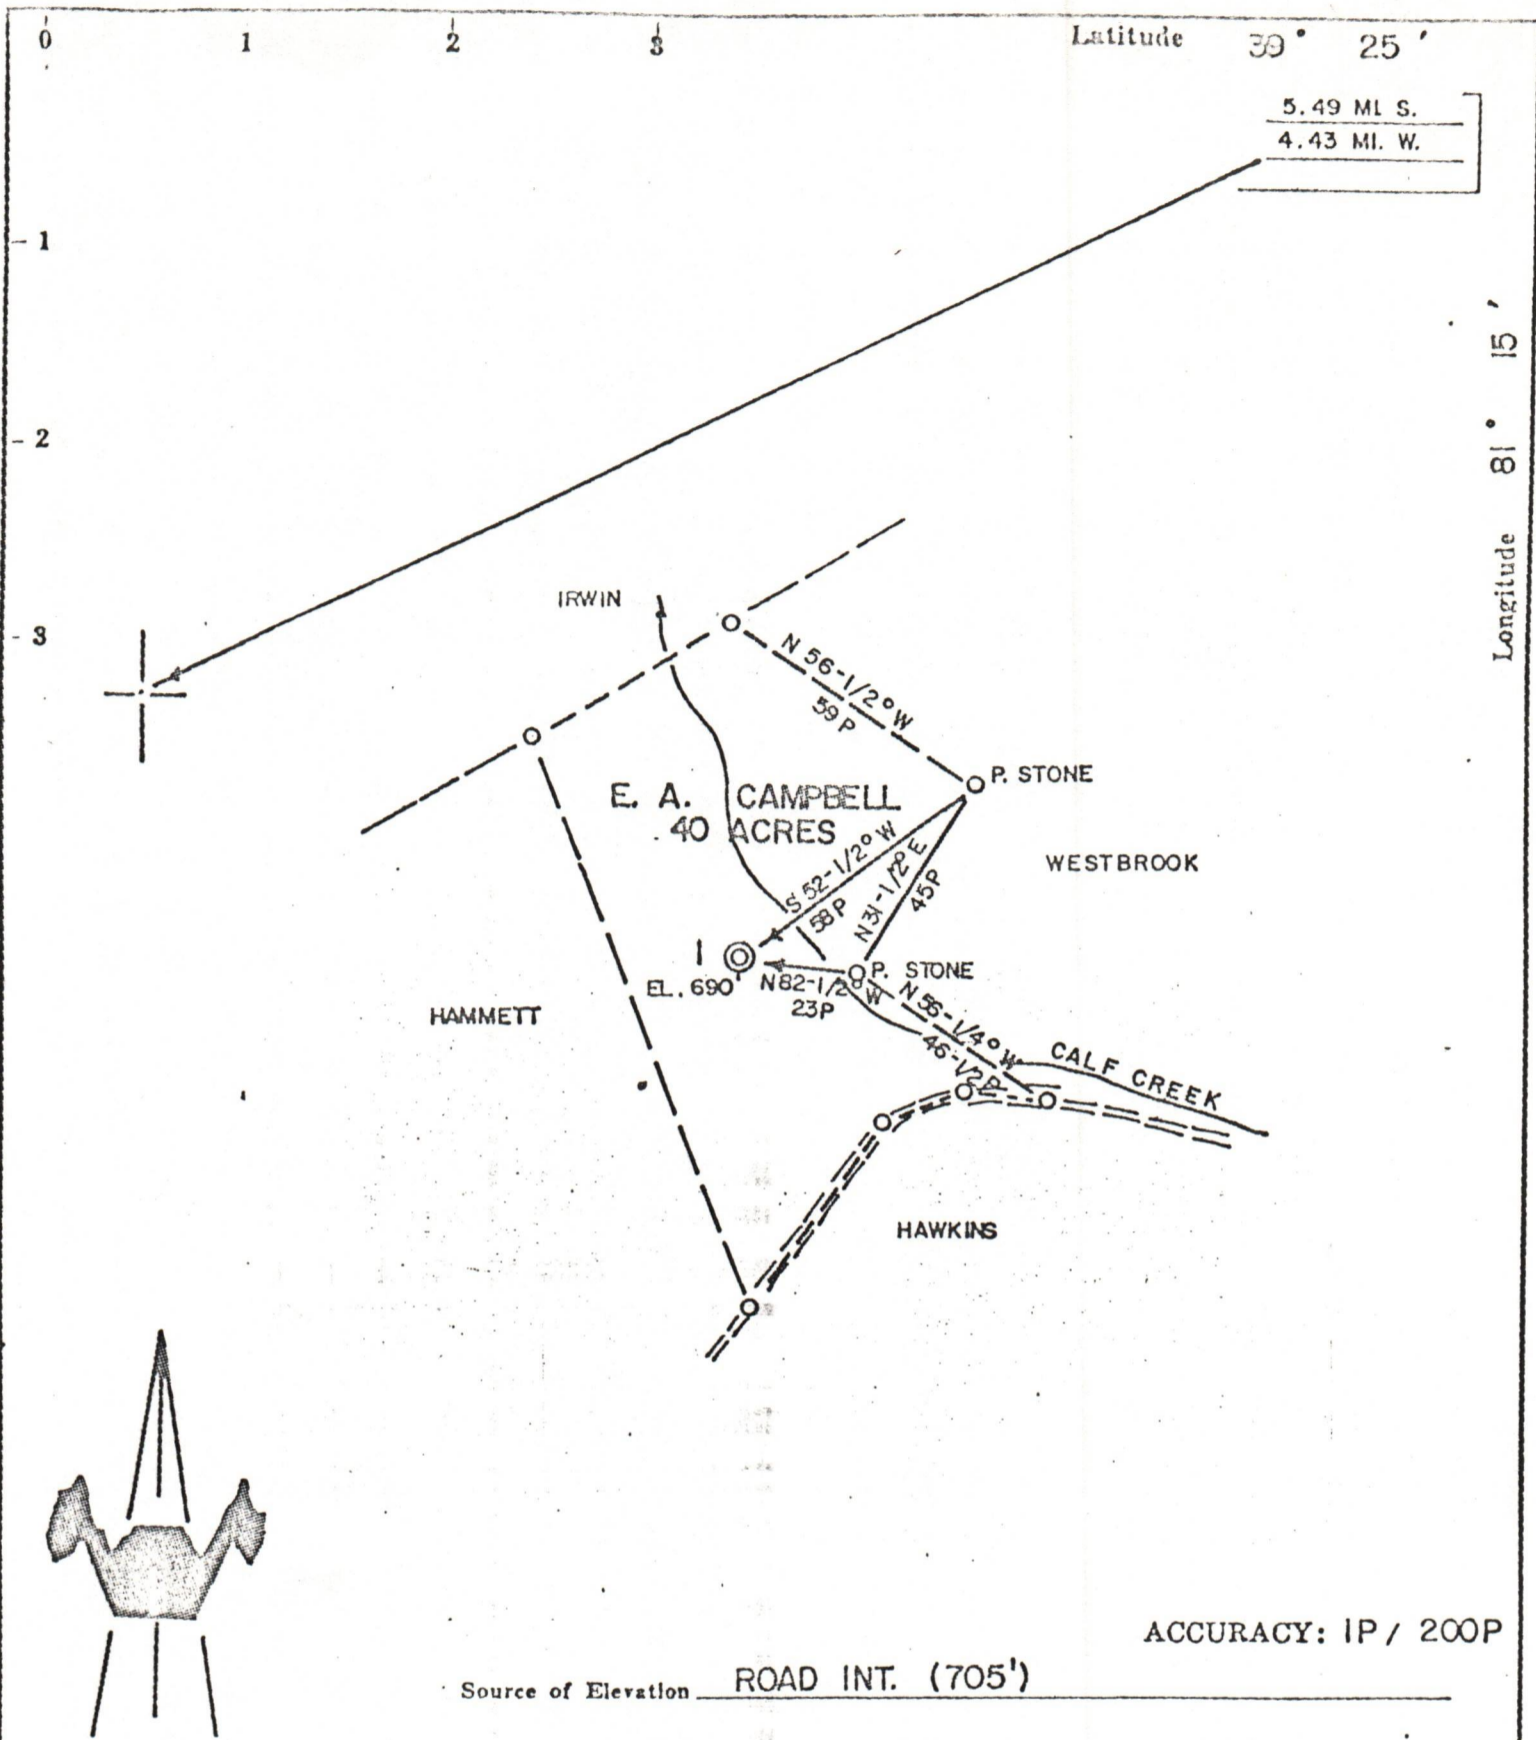 0 1 2 3 Latitude 39° 25'
5.49 MI. S.
4.43 MI. W.
- 1
Longitude 81° 15'
- 2
- 3
IRWIN
N 56-1/2° W
59 P
P. STONE
E. A. CAMPBELL
40 ACRES
S 52-1/2° W
58 P
N 31-1/2° E
45 P
WESTBROOK
1
EL. 690'
P. STONE
N 82-1/2° W
23 P
N 56-1/4° W
46-1/2 P
HAMMETT
CALF CREEK
HAWKINS
ACCURACY: 1P / 200P
Source of Elevation ROAD INT. (705')